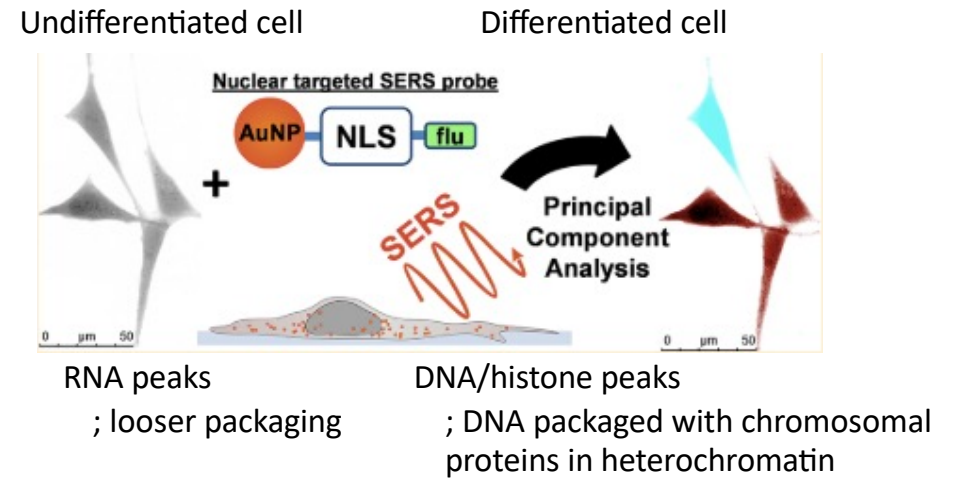 Undifferentiated cell
Differentiated cell
Nuclear targeted SERS probe
AuNP
NLS
flu
+
SERS
Principal
Component
Analysis
0 µm 50
0 µm 50
RNA peaks
; looser packaging
DNA/histone peaks
; DNA packaged with chromosomal
proteins in heterochromatin